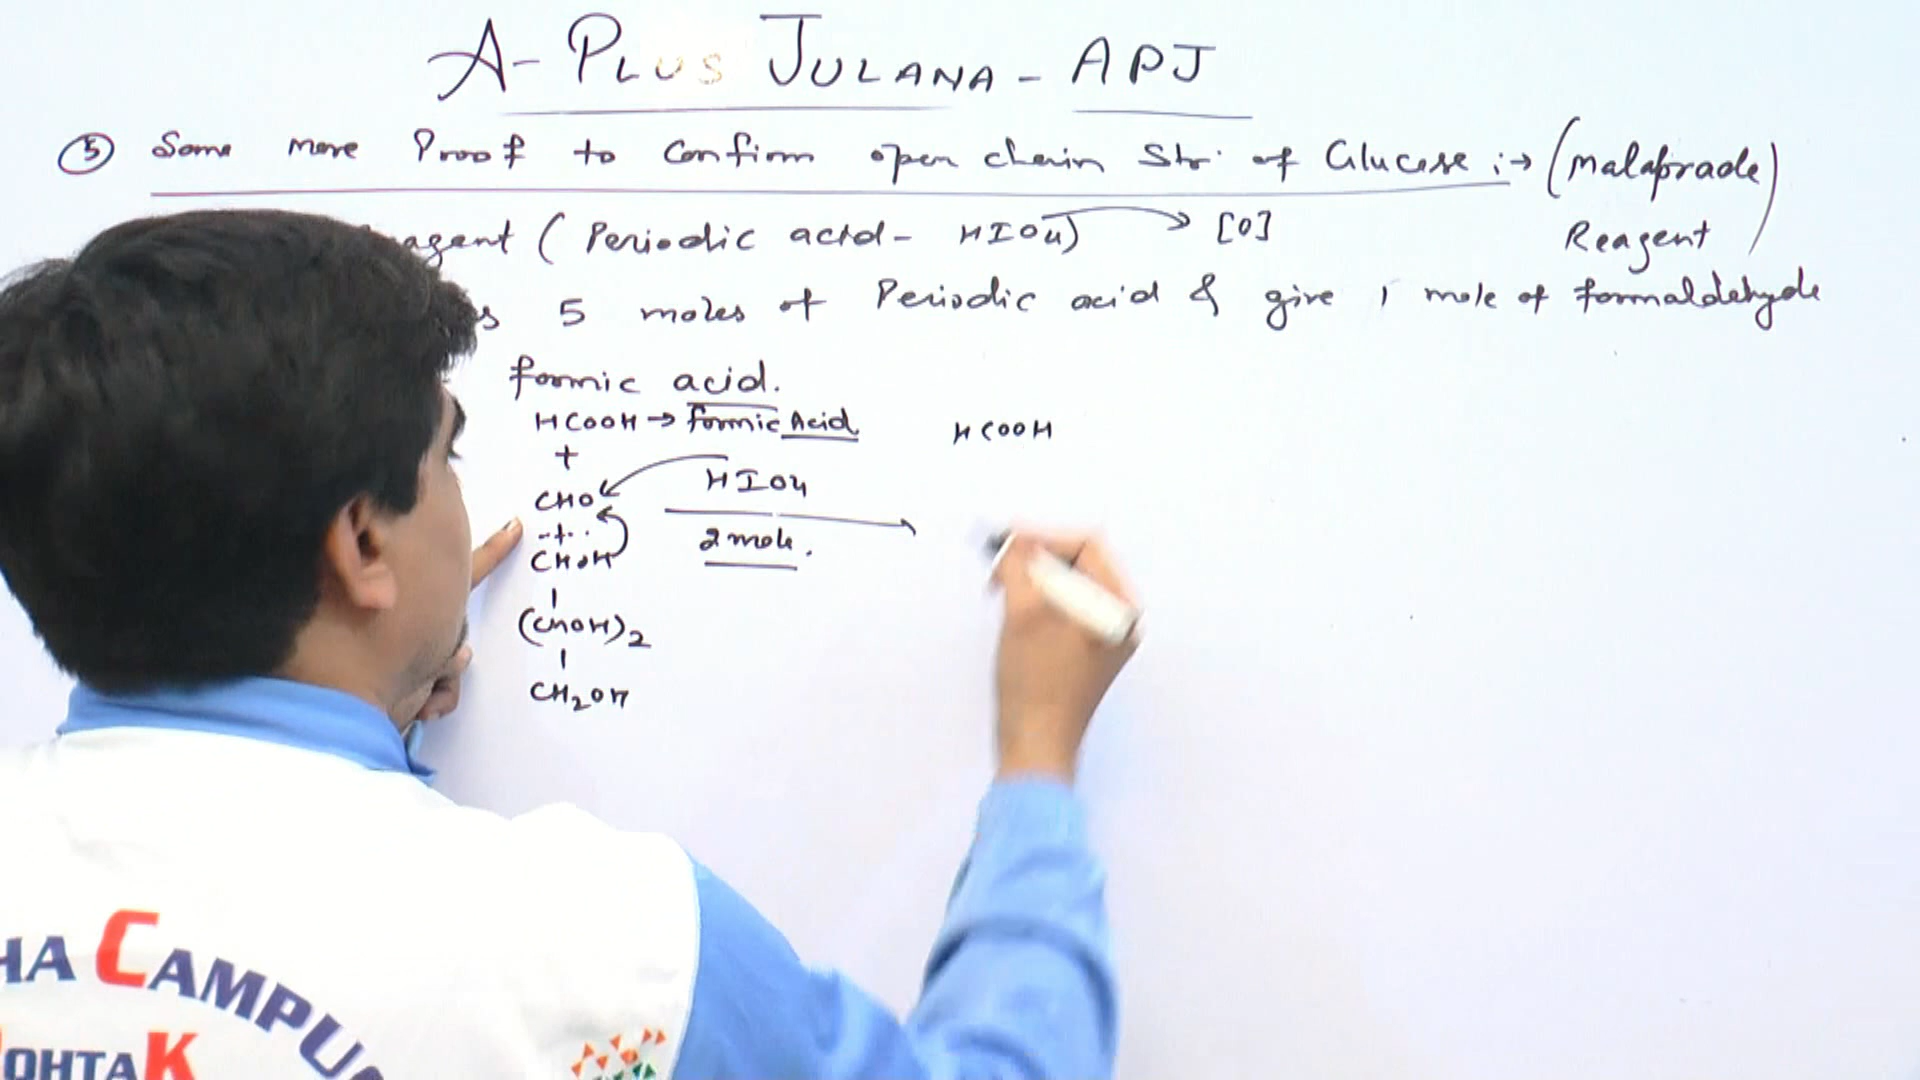 A- PLUS JULANA - APJ
⑤ Some more Proof to Confirm open chain Str. of Glucose :→ (Malaprade)
Reagent
agent ( Periodic acid - HIO4) → [O]
s 5 moles of Periodic acid & give 1 mole of formaldehyde
formic acid.
HCOOH → formic Acid
HCOOH
+
CHO
HIO4
2 mole.
CHOH
(CHOH)2
CH2OH
HA CAMPU
OHTAK